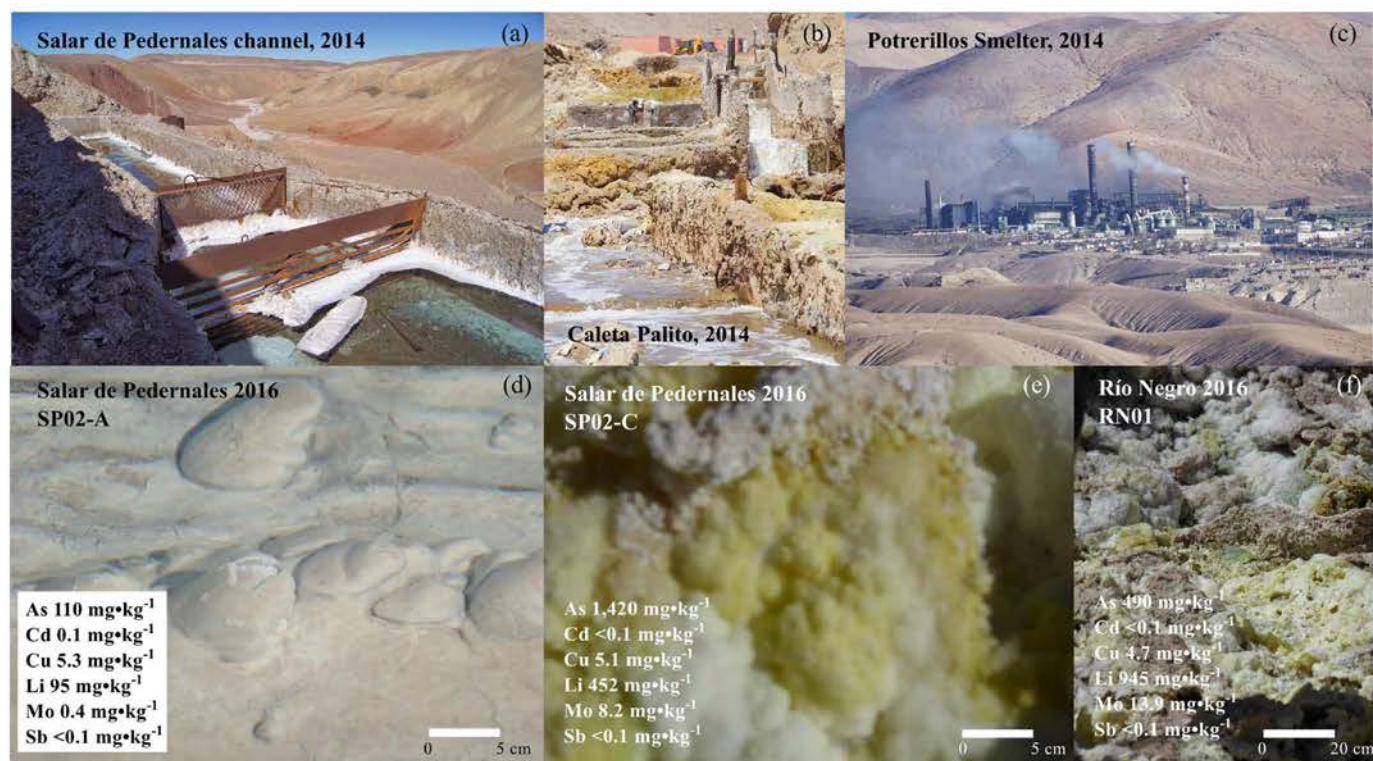 Salar de Pedernales channel, 2014
(a)
(b)
Caleta Palito, 2014
Potrerillos Smelter, 2014
(c)
Salar de Pedernales 2016
(d)
SP02-A
As 110 mg•kg⁻¹
Cd 0.1 mg•kg⁻¹
Cu 5.3 mg•kg⁻¹
Li 95 mg•kg⁻¹
Mo 0.4 mg•kg⁻¹
Sb <0.1 mg•kg⁻¹
0 5 cm
Salar de Pedernales 2016
(e)
SP02-C
As 1,420 mg•kg⁻¹
Cd <0.1 mg•kg⁻¹
Cu 5.1 mg•kg⁻¹
Li 452 mg•kg⁻¹
Mo 8.2 mg•kg⁻¹
Sb <0.1 mg•kg⁻¹
0 5 cm
Río Negro 2016
(f)
RN01
As 490 mg•kg⁻¹
Cd <0.1 mg•kg⁻¹
Cu 4.7 mg•kg⁻¹
Li 945 mg•kg⁻¹
Mo 13.9 mg•kg⁻¹
Sb <0.1 mg•kg⁻¹
0 20 cm